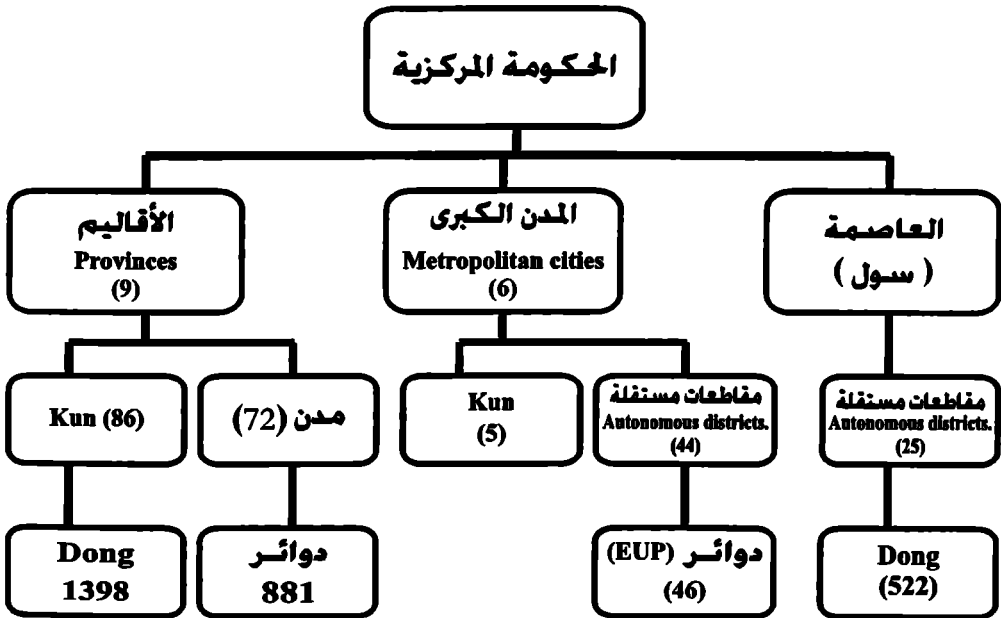 الحكومة المركزية
العاصمة
(سول)
المدن الكبرى
Metropolitan cities
(6)
الأقاليم
Provinces
(9)
مقاطعات مستقلة
Autonomous districts.
(25)
مقاطعات مستقلة
Autonomous districts.
(44)
Kun
(5)
مدن (72)
Kun (86)
Dong
(522)
دوائر (EUP)
(46)
دوائر
881
Dong
1398